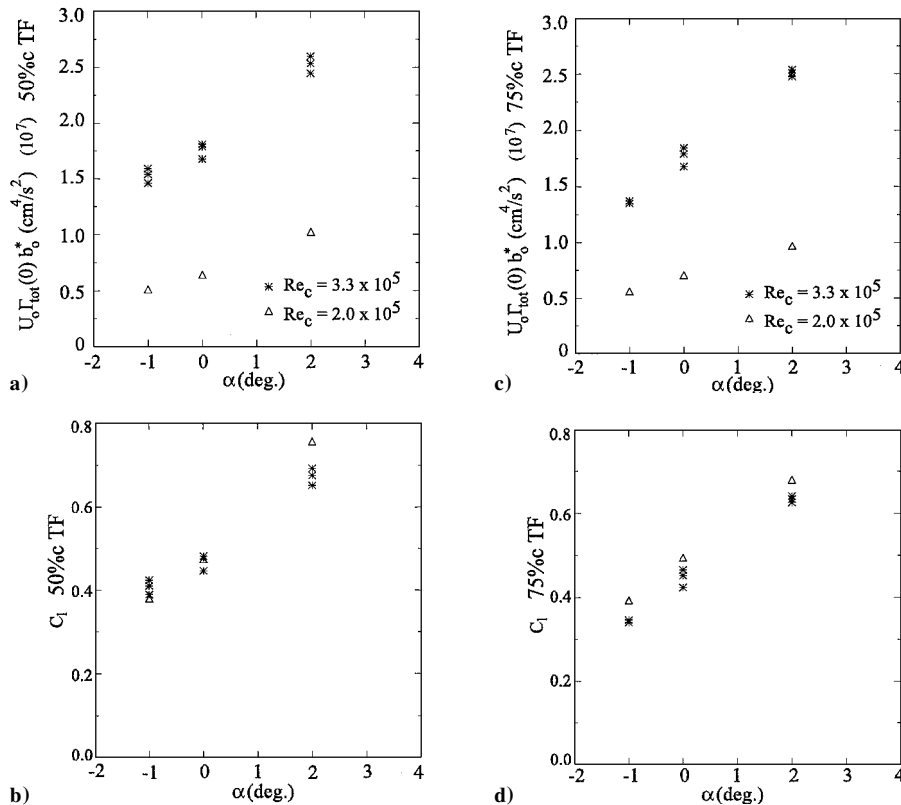 3.0
2.5
2.0
1.5
1.0
0.5
0
U_oΓ_tot(0) b_o^* (cm^4/s^2) (10^7) 50%c TF
Re_c = 3.3 x 10^5
Re_c = 2.0 x 10^5
-2 -1 0 1 2 3 4
α(deg.)
a)
3.0
2.5
2.0
1.5
1.0
0.5
0
U_oΓ_tot(0) b_o^* (cm^4/s^2) (10^7) 75%c TF
Re_c = 3.3 x 10^5
Re_c = 2.0 x 10^5
-2 -1 0 1 2 3 4
α(deg.)
c)
0.8
0.6
0.4
0.2
0.0
C_l 50%c TF
-2 -1 0 1 2 3 4
α(deg.)
b)
0.8
0.6
0.4
0.2
0.0
C_l 75%c TF
-2 -1 0 1 2 3 4
α(deg.)
d)